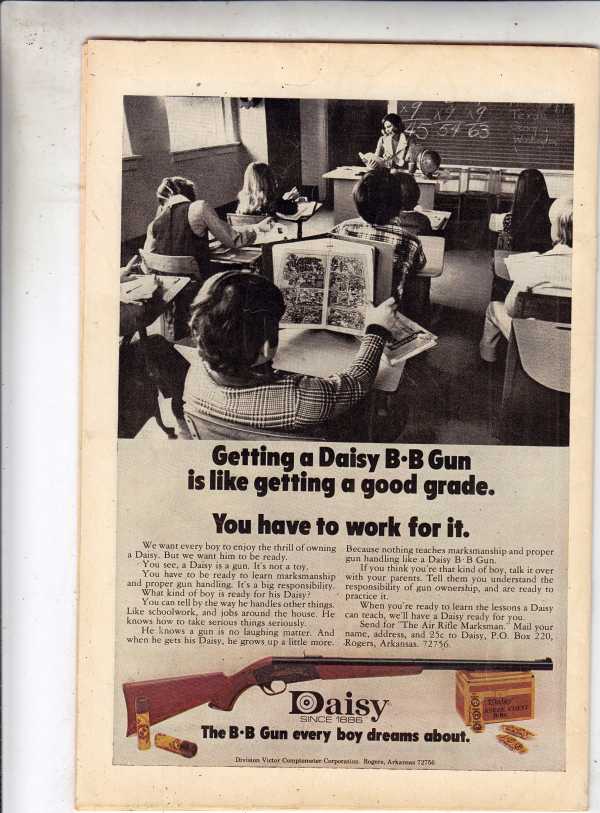 x9 x9 x9
45 54 63
Getting a Daisy B·B Gun
is like getting a good grade.
You have to work for it.
We want every boy to enjoy the thrill of owning
a Daisy. But we want him to be ready.
You see, a Daisy is a gun. It's not a toy.
You have to be ready to learn marksmanship
and proper gun handling. It's a big responsibility.
What kind of boy is ready for his Daisy?
You can tell by the way he handles other things.
Like schoolwork, and jobs around the house. He
knows how to take serious things seriously.
He knows a gun is no laughing matter. And
when he gets his Daisy, he grows up a little more.
Because nothing teaches marksmanship and proper
gun handling like a Daisy B·B Gun.
If you think you're that kind of boy, talk it over
with your parents. Tell them you understand the
responsibility of gun ownership, and are ready to
practice it.
When you're ready to learn the lessons a Daisy
can teach, we'll have a Daisy ready for you.
Send for "The Air Rifle Marksman." Mail your
name, address, and 25¢ to Daisy, P.O. Box 220,
Rogers, Arkansas. 72756.
Daisy
SINCE 1886
Daisy
The B·B Gun every boy dreams about.
Division Victor Comptometer Corporation. Rogers, Arkansas 72756